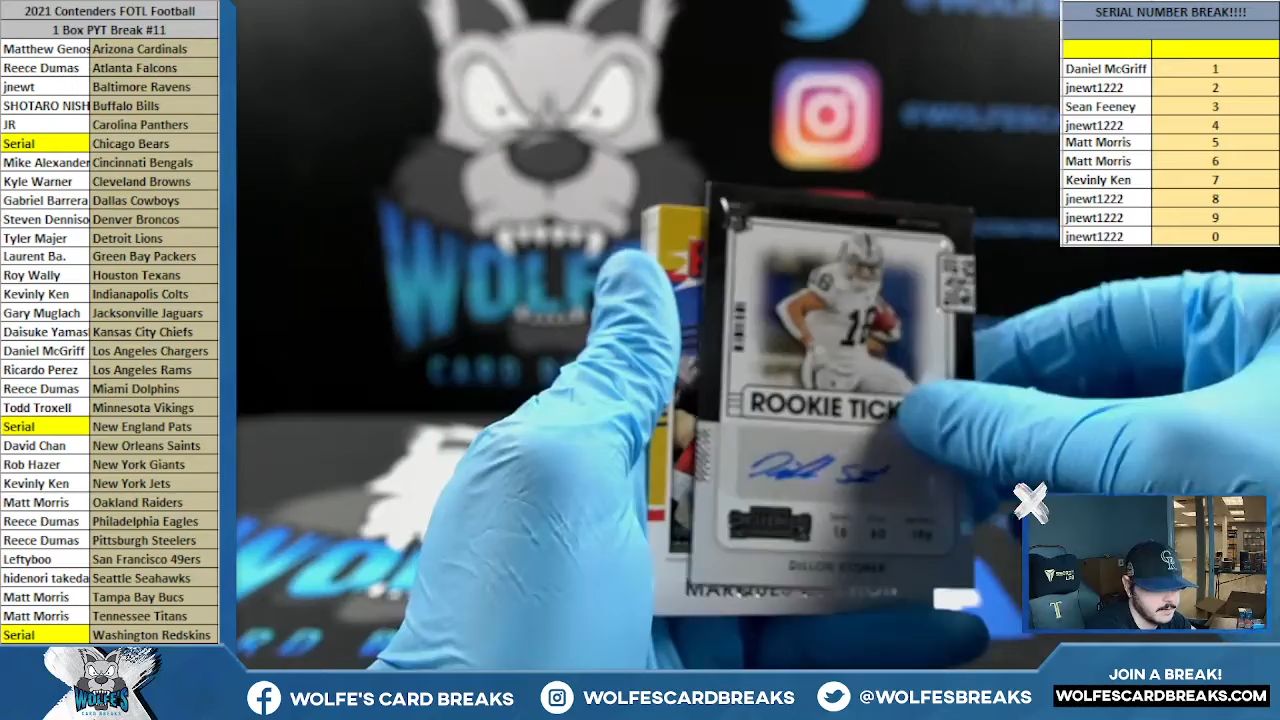 2021 Contenders FOTL Football
1 Box PYT Break #11
Matthew Genos Arizona Cardinals
Reece Dumas Atlanta Falcons
jnewt Baltimore Ravens
SHOTARO NISH Buffalo Bills
JR Carolina Panthers
Serial Chicago Bears
Mike Alexander Cincinnati Bengals
Kyle Warner Cleveland Browns
Gabriel Barrera Dallas Cowboys
Steven Denniso Denver Broncos
Tyler Majer Detroit Lions
Laurent Ba. Green Bay Packers
Roy Wally Houston Texans
Kevinly Ken Indianapolis Colts
Gary Muglach Jacksonville Jaguars
Daisuke Yamas Kansas City Chiefs
Daniel McGriff Los Angeles Chargers
Ricardo Perez Los Angeles Rams
Reece Dumas Miami Dolphins
Todd Troxell Minnesota Vikings
Serial New England Pats
David Chan New Orleans Saints
Rob Hazer New York Giants
Kevinly Ken New York Jets
Matt Morris Oakland Raiders
Reece Dumas Philadelphia Eagles
Reece Dumas Pittsburgh Steelers
Leftyboo San Francisco 49ers
hidenori takeda Seattle Seahawks
Matt Morris Tampa Bay Bucs
Matt Morris Tennessee Titans
Serial Washington Redskins
SERIAL NUMBER BREAK!!!!
Daniel McGriff 1
jnewt1222 2
Sean Feeney 3
jnewt1222 4
Matt Morris 5
Matt Morris 6
Kevinly Ken 7
jnewt1222 8
jnewt1222 9
jnewt1222 0
18
ROOKIE TICK
WOLFE'S CARD BREAKS
WOLFESCARDBREAKS
@WOLFESBREAKS
JOIN A BREAK!
WOLFESCARDBREAKS.COM